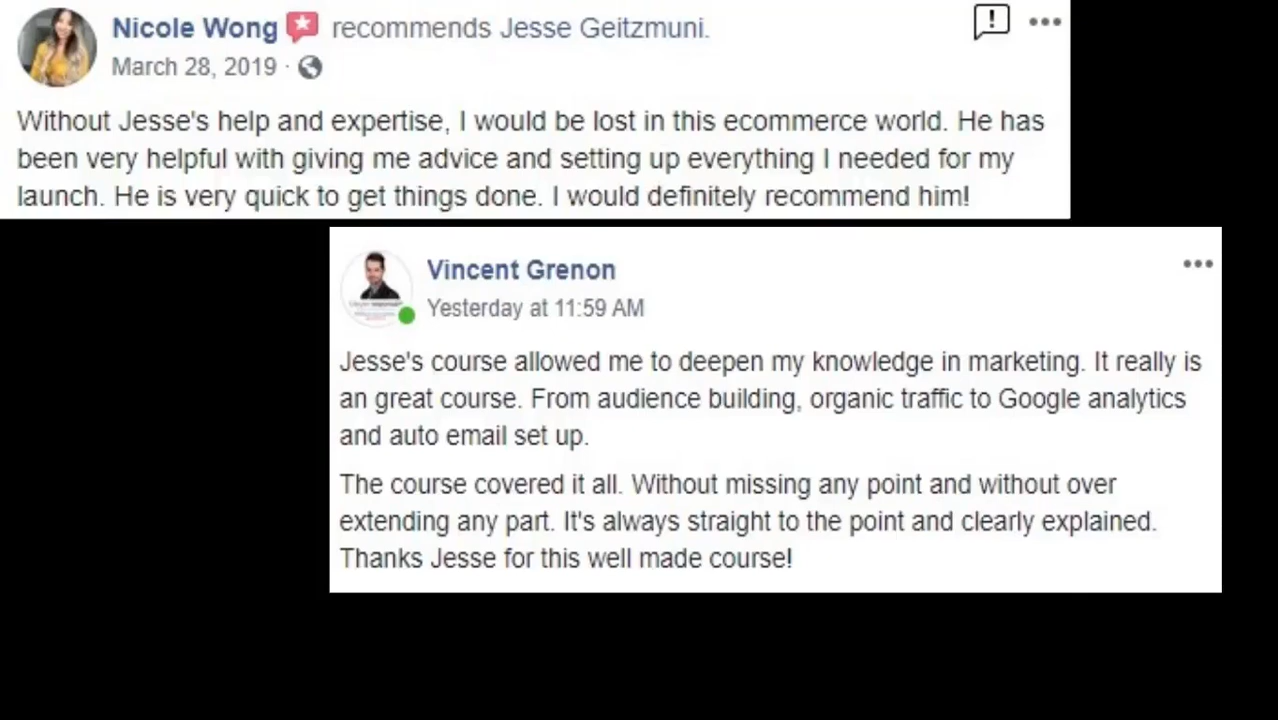 Nicole Wong recommends Jesse Geitzmuni.
March 28, 2019 ·
Without Jesse's help and expertise, I would be lost in this ecommerce world. He has
been very helpful with giving me advice and setting up everything I needed for my
launch. He is very quick to get things done. I would definitely recommend him!
Vincent Grenon
Yesterday at 11:59 AM
Jesse's course allowed me to deepen my knowledge in marketing. It really is
an great course. From audience building, organic traffic to Google analytics
and auto email set up.
The course covered it all. Without missing any point and without over
extending any part. It's always straight to the point and clearly explained.
Thanks Jesse for this well made course!